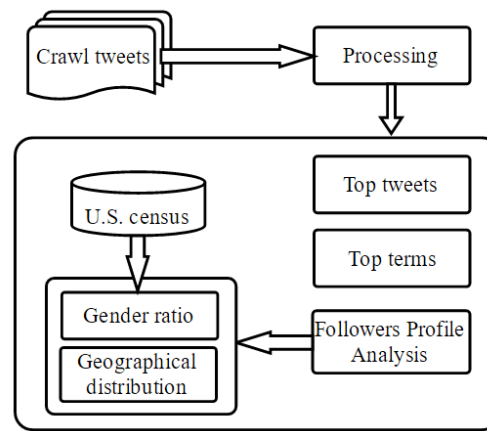 Crawl tweets
Processing
Top tweets
U.S. census
Top terms
Gender ratio
Followers Profile
Analysis
Geographical
distribution